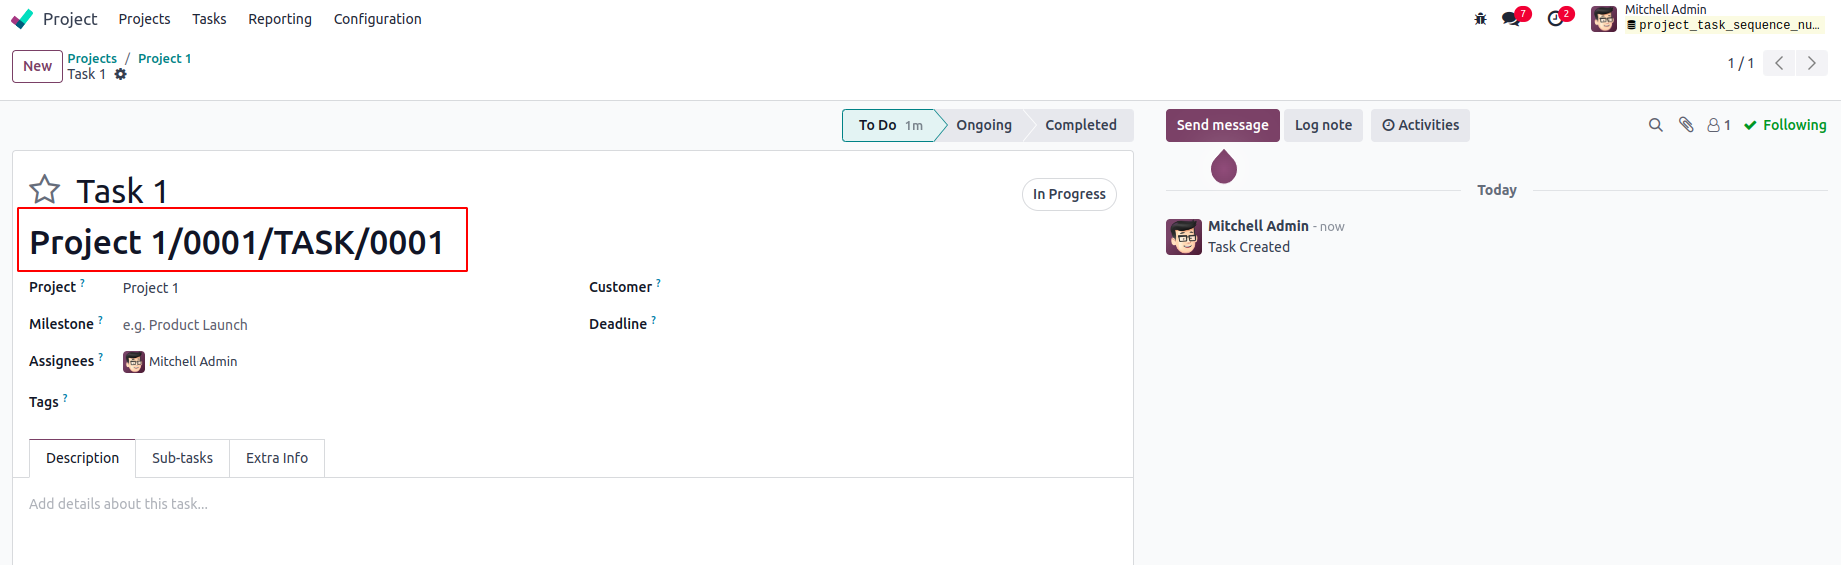 Project Projects Tasks Reporting Configuration
7 2 Mitchell Admin
project_task_sequence_nu...
New Projects / Project 1
Task 1
1 / 1
To Do 1m Ongoing Completed
Send message Log note Activities 1 Following
Task 1
In Progress
Today
Project 1/0001/TASK/0001
Mitchell Admin - now
Task Created
Project ? Project 1 Customer ?
Milestone ? e.g. Product Launch Deadline ?
Assignees ? Mitchell Admin
Tags ?
Description Sub-tasks Extra Info
Add details about this task...